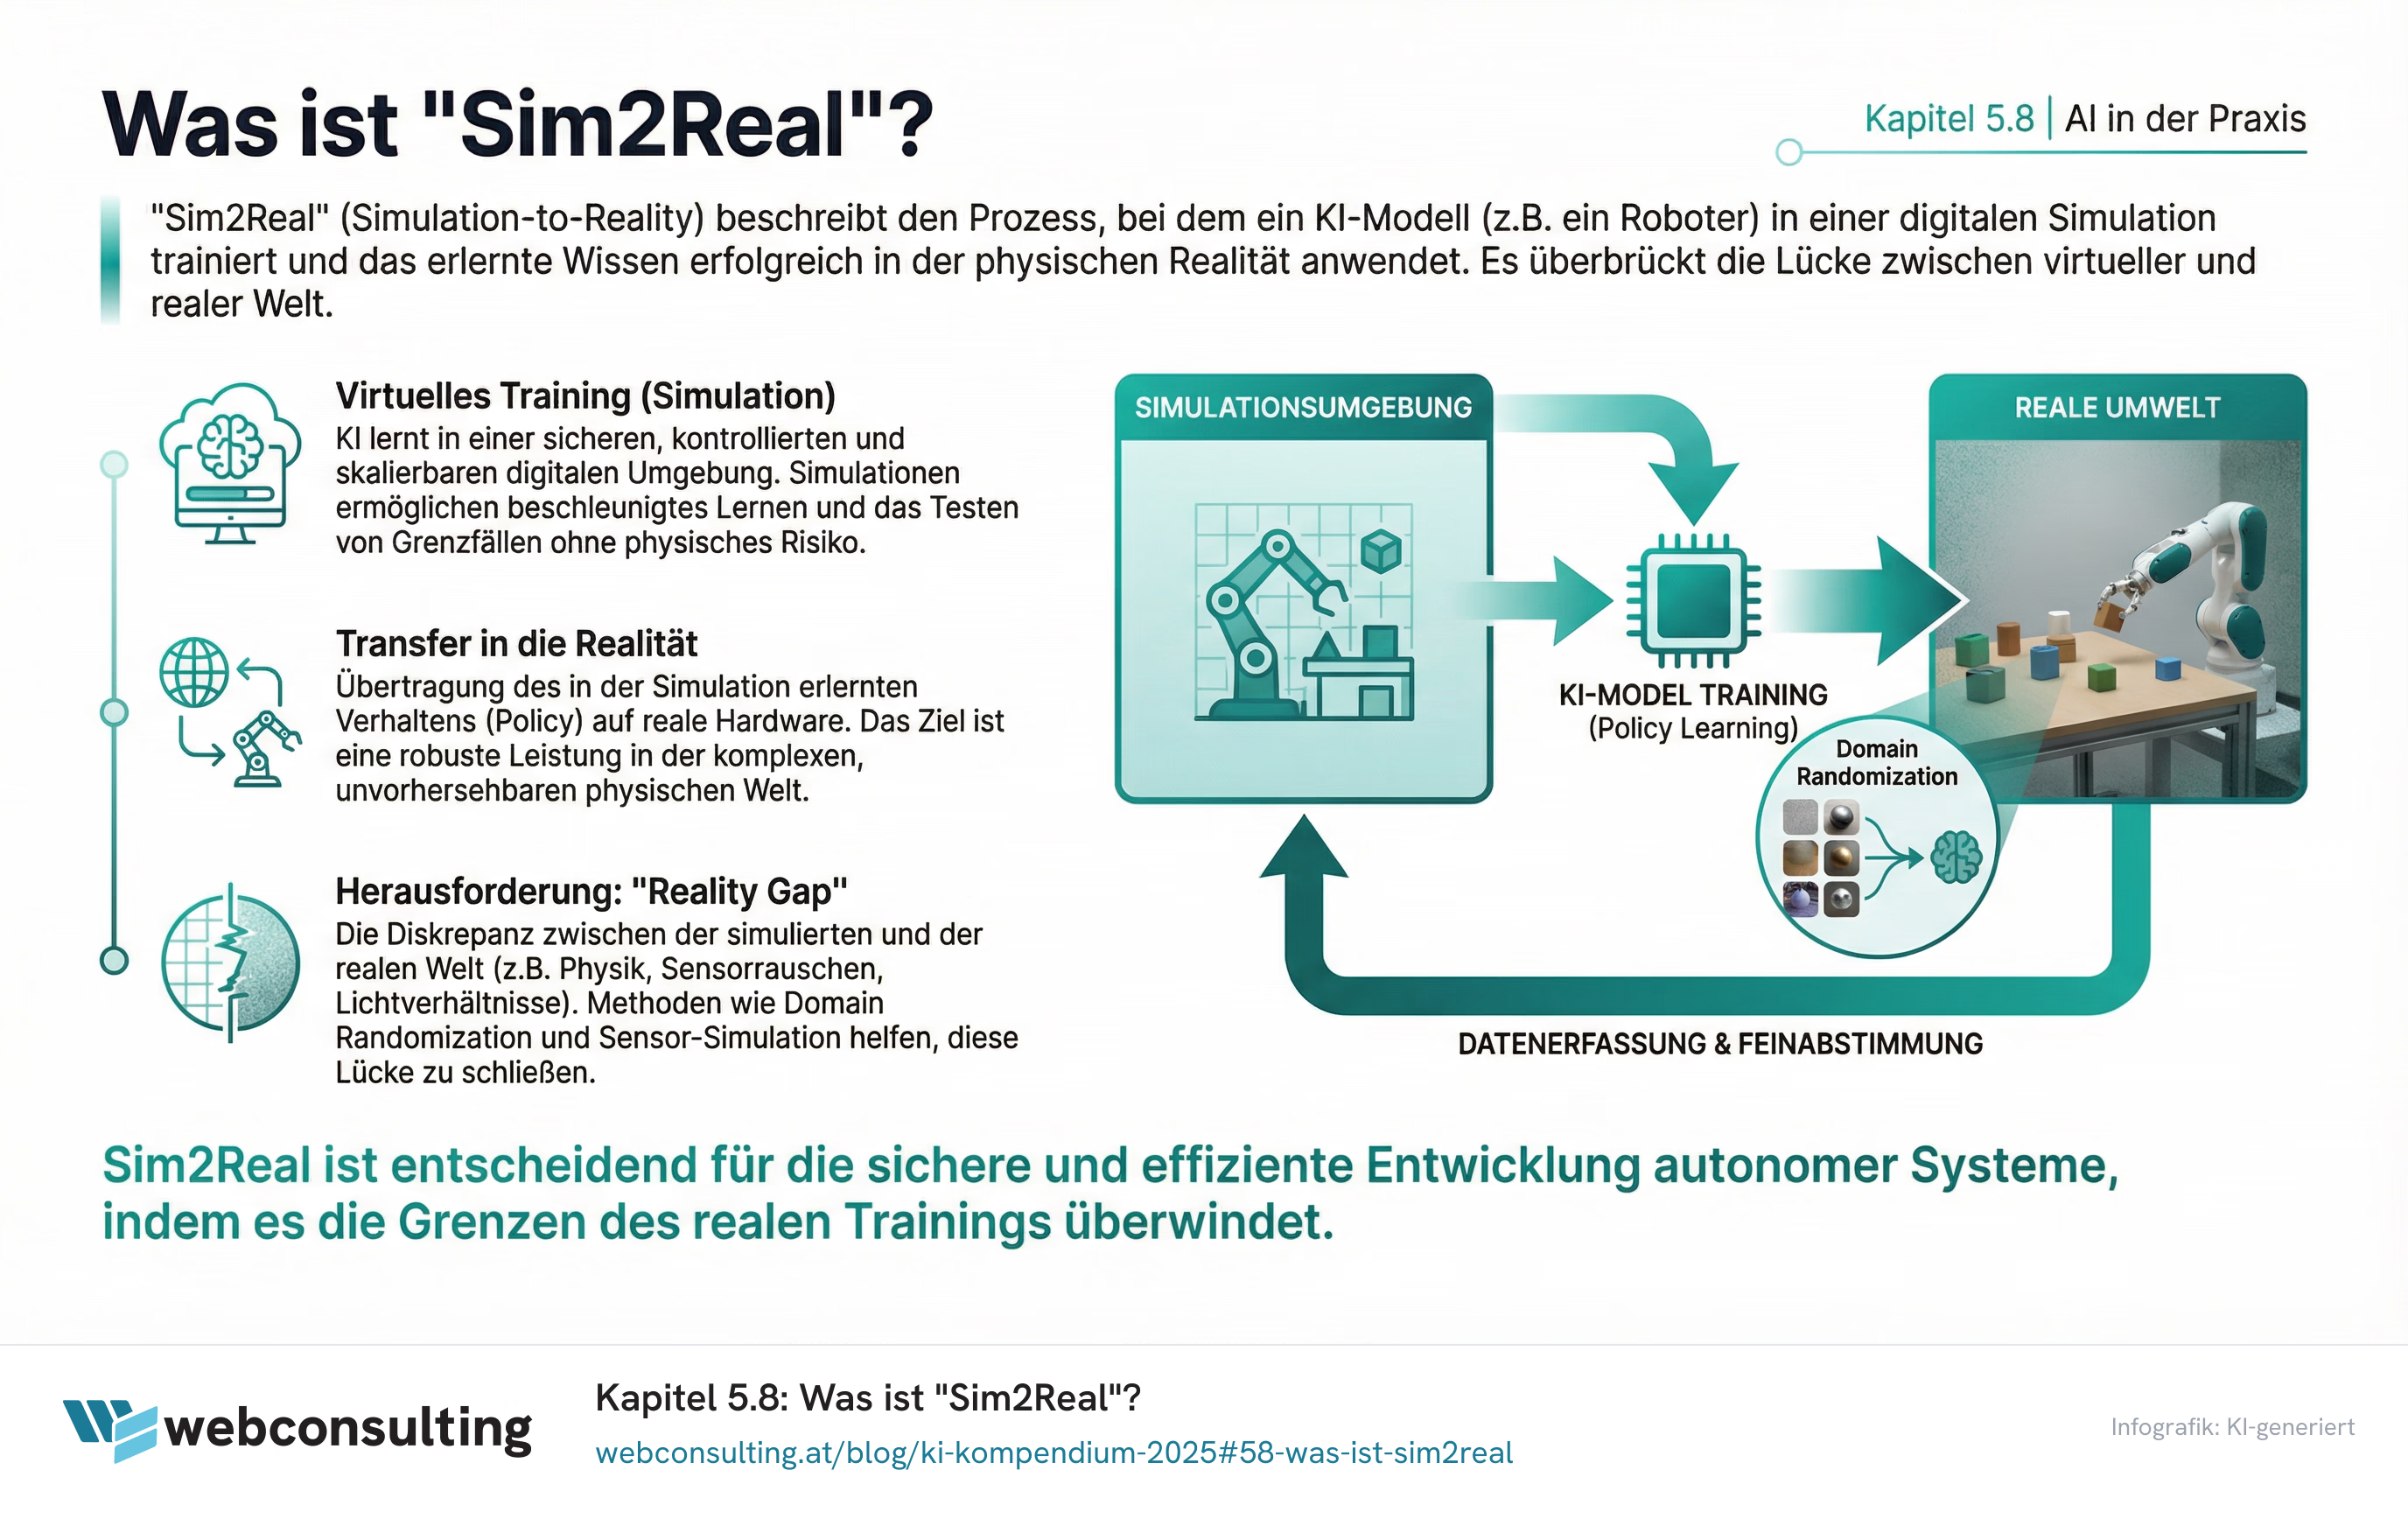 Was ist "Sim2Real"?
Kapitel 5.8 | AI in der Praxis
"Sim2Real" (Simulation-to-Reality) beschreibt den Prozess, bei dem ein KI-Modell (z.B. ein Roboter) in einer digitalen Simulation
trainiert und das erlernte Wissen erfolgreich in der physischen Realität anwendet. Es überbrückt die Lücke zwischen virtueller und
realer Welt.
Virtuelles Training (Simulation)
KI lernt in einer sicheren, kontrollierten und
skalierbaren digitalen Umgebung. Simulationen
ermöglichen beschleunigtes Lernen und das Testen
von Grenzfällen ohne physisches Risiko.
Transfer in die Realität
Übertragung des in der Simulation erlernten
Verhaltens (Policy) auf reale Hardware. Das Ziel ist
eine robuste Leistung in der komplexen,
unvorhersehbaren physischen Welt.
Herausforderung: "Reality Gap"
Die Diskrepanz zwischen der simulierten und der
realen Welt (z.B. Physik, Sensorrauschen,
Lichtverhältnisse). Methoden wie Domain
Randomization und Sensor-Simulation helfen, diese
Lücke zu schließen.
SIMULATIONSUMGEBUNG
REALE UMWELT
KI-MODEL TRAINING
(Policy Learning)
Domain
Randomization
DATENERFASSUNG & FEINABSTIMMUNG
Sim2Real ist entscheidend für die sichere und effiziente Entwicklung autonomer Systeme,
indem es die Grenzen des realen Trainings überwindet.
webconsulting
Kapitel 5.8: Was ist "Sim2Real"?
webconsulting.at/blog/ki-kompendium-2025#58-was-ist-sim2real
Infografik: KI-generiert